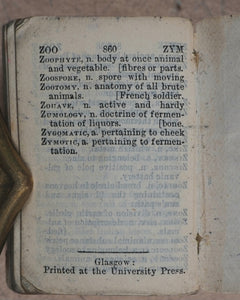 ZOO 860 ZYM
ZOOPHYTE, n. body at once animal
and vegetable. [fibres or parts.
ZOOSPORE, n. spore with moving
ZOOTOMY, n. anatomy of all brute
animals. [French soldier.
ZOUAVE, n. active and hardy
ZUMOLOGY, n. doctrine of fermen-
tation of liquors. [bone.
ZYGOMATIC, a. pertaining to cheek
ZYMOTIC, a. pertaining to fermen-
tation.
Glasgow:
Printed at the University Press.